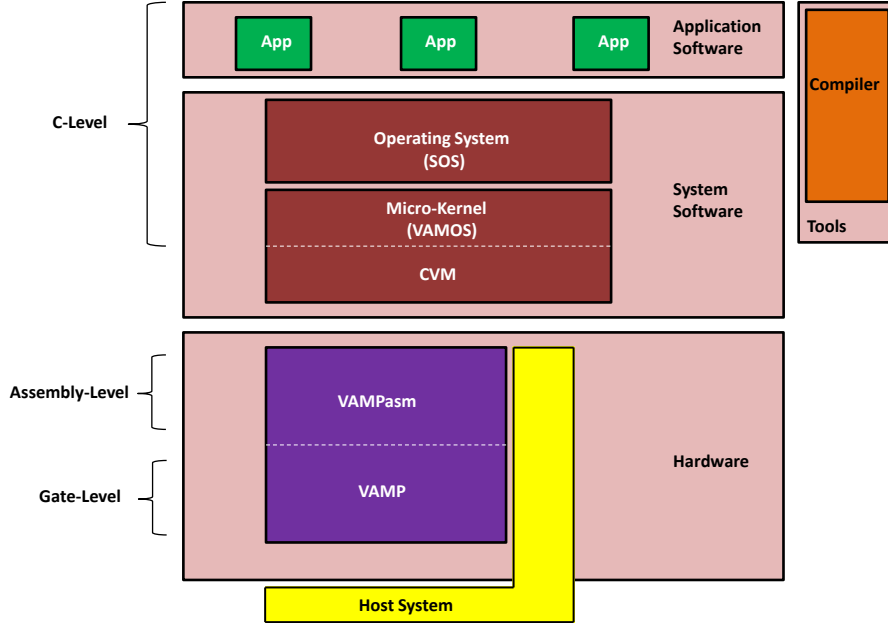 App
App
App
Application
Software
Compiler
C-Level
Operating System
(SOS)
System
Software
Micro-Kernel
(VAMOS)
Tools
CVM
Assembly-Level
VAMPasm
Hardware
Gate-Level
VAMP
Host System